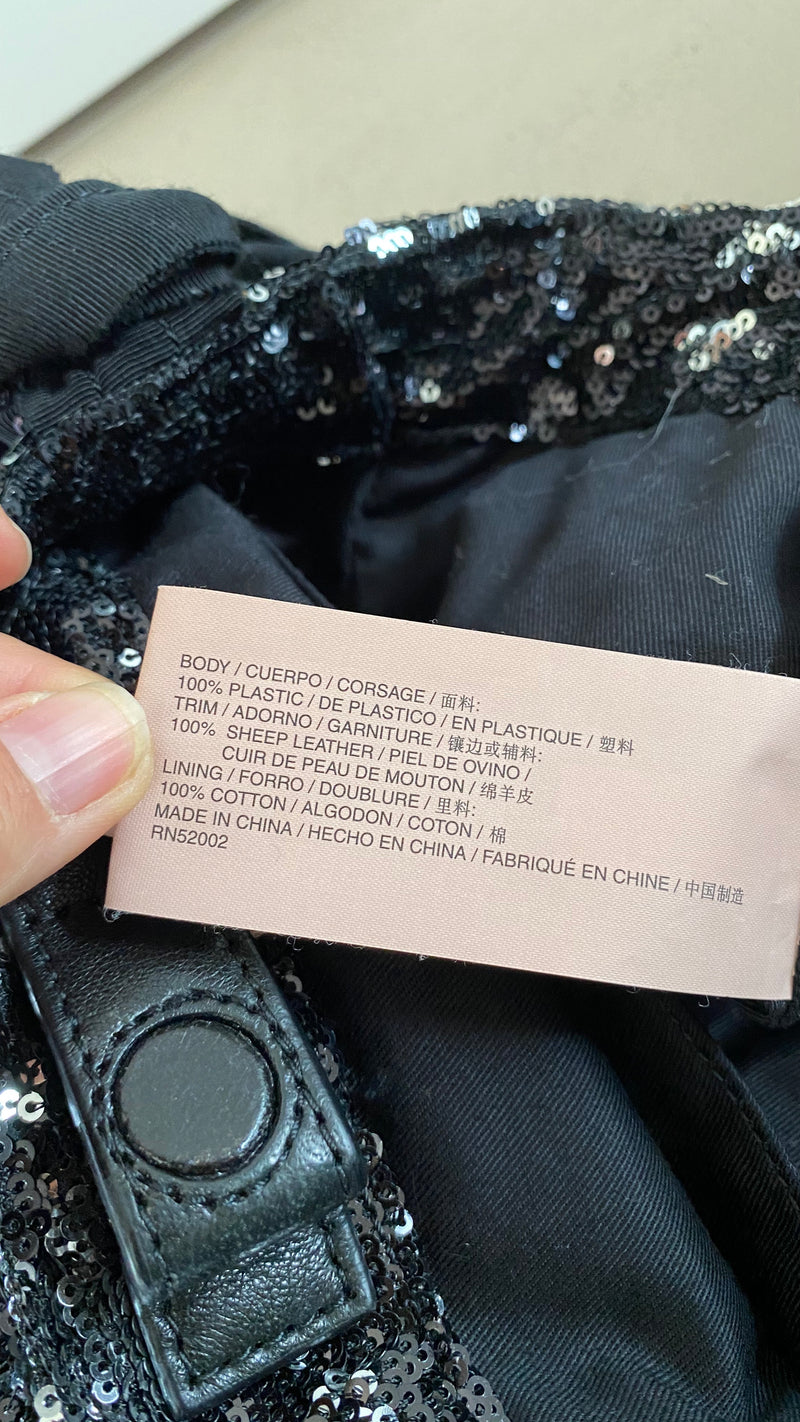 BODY / CUERPO / CORSAGE / 面料:
100% PLASTIC / DE PLASTICO / EN PLASTIQUE / 塑料
TRIM / ADORNO / GARNITURE / 镶边或辅料:
100% SHEEP LEATHER / PIEL DE OVINO /
CUIR DE PEAU DE MOUTON / 绵羊皮
LINING / FORRO / DOUBLURE / 里料:
100% COTTON / ALGODON / COTON / 棉
MADE IN CHINA / HECHO EN CHINA / FABRIQUÉ EN CHINE / 中国制造
RN52002